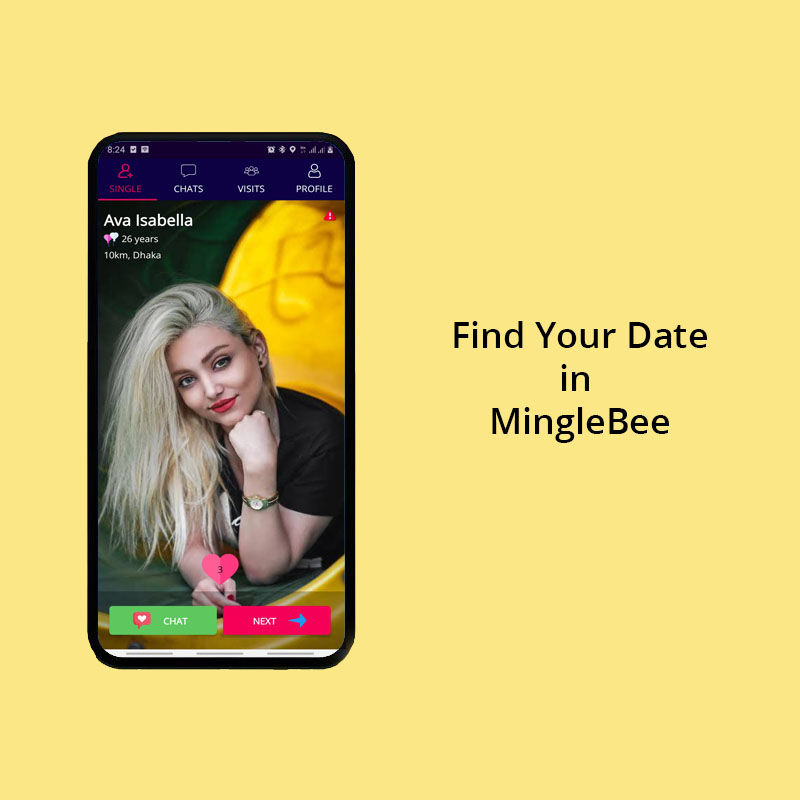 8:24
SINGLE CHATS VISITS PROFILE
Ava Isabella
26 years
10km, Dhaka
3
CHAT NEXT
Find Your Date
in
MingleBee